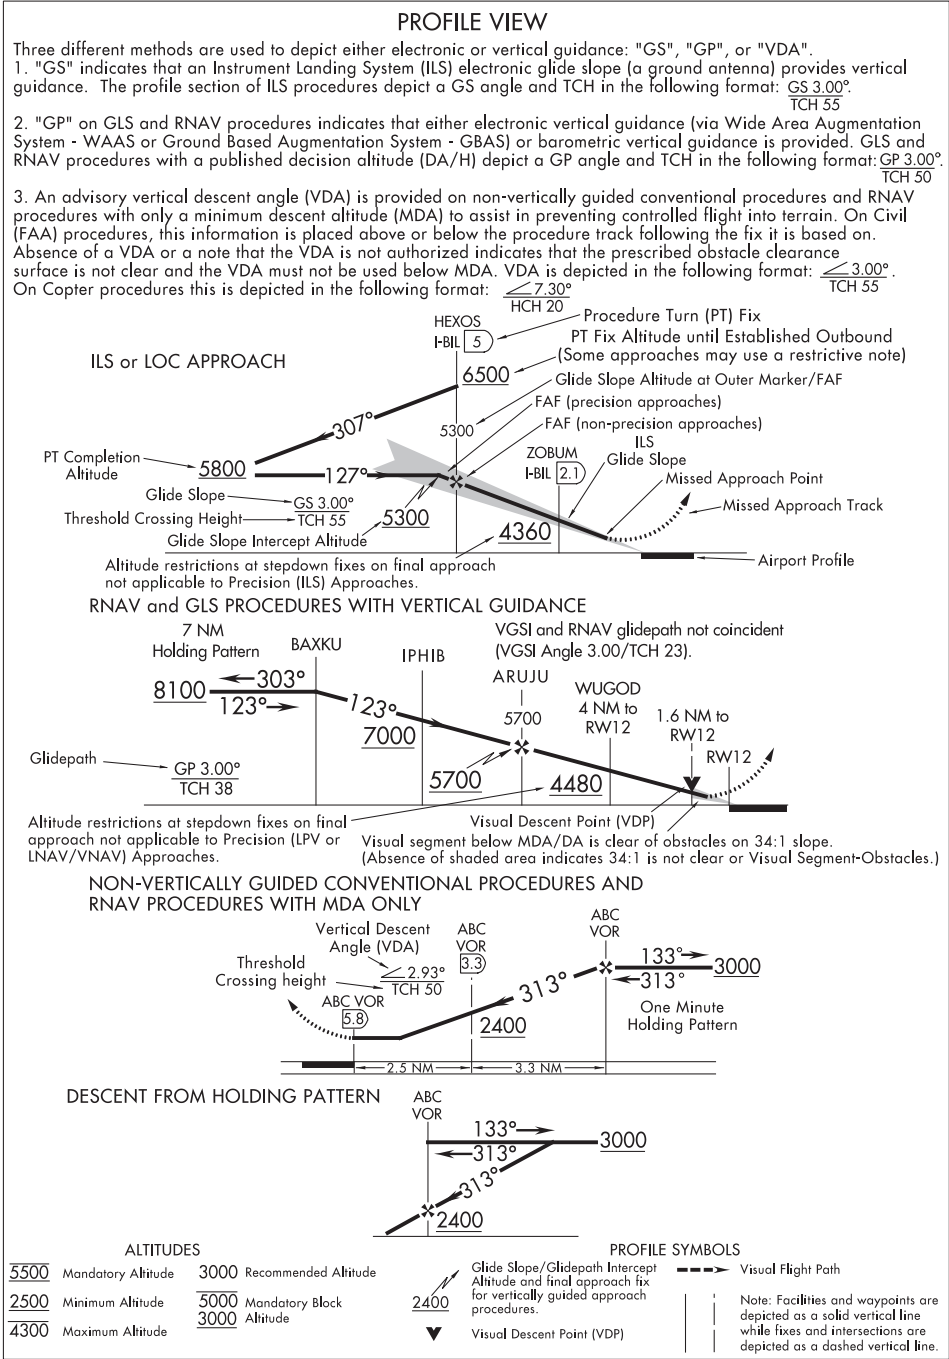 PROFILE VIEW
Three different methods are used to depict either electronic or vertical guidance: "GS", "GP", or "VDA".
1. "GS" indicates that an Instrument Landing System (ILS) electronic glide slope (a ground antenna) provides vertical
guidance. The profile section of ILS procedures depict a GS angle and TCH in the following format: GS 3.00°.
TCH 55
2. "GP" on GLS and RNAV procedures indicates that either electronic vertical guidance (via Wide Area Augmentation
System - WAAS or Ground Based Augmentation System - GBAS) or barometric vertical guidance is provided. GLS and
RNAV procedures with a published decision altitude (DA/H) depict a GP angle and TCH in the following format: GP 3.00°.
TCH 50
3. An advisory vertical descent angle (VDA) is provided on non-vertically guided conventional procedures and RNAV
procedures with only a minimum descent altitude (MDA) to assist in preventing controlled flight into terrain. On Civil
(FAA) procedures, this information is placed above or below the procedure track following the fix it is based on.
Absence of a VDA or a note that the VDA is not authorized indicates that the prescribed obstacle clearance
surface is not clear and the VDA must not be used below MDA. VDA is depicted in the following format: 3.00°.
TCH 55
On Copter procedures this is depicted in the following format: 7.30°
HCH 20
ILS or LOC APPROACH
HEXOS
I-BIL 5
Procedure Turn (PT) Fix
PT Fix Altitude until Established Outbound
(Some approaches may use a restrictive note)
6500
Glide Slope Altitude at Outer Marker/FAF
FAF (precision approaches)
FAF (non-precision approaches)
307°
5300
ZOBUM
I-BIL 2.1
ILS
Glide Slope
PT Completion
Altitude
5800
127°
Missed Approach Point
Missed Approach Track
Glide Slope
GS 3.00°
Threshold Crossing Height
TCH 55
5300
Glide Slope Intercept Altitude
4360
Airport Profile
Altitude restrictions at stepdown fixes on final approach
not applicable to Precision (ILS) Approaches.
RNAV and GLS PROCEDURES WITH VERTICAL GUIDANCE
7 NM
Holding Pattern
BAXKU
IPHIB
VGSI and RNAV glidepath not coincident
(VGSI Angle 3.00/TCH 23).
ARUJU
WUGOD
4 NM to
RW12
1.6 NM to
RW12
RW12
8100
303°
123°
123°
7000
5700
5700
4480
Glidepath
GP 3.00°
TCH 38
Altitude restrictions at stepdown fixes on final
approach not applicable to Precision (LPV or
LNAV/VNAV) Approaches.
Visual Descent Point (VDP)
Visual segment below MDA/DA is clear of obstacles on 34:1 slope.
(Absence of shaded area indicates 34:1 is not clear or Visual Segment-Obstacles.)
NON-VERTICALLY GUIDED CONVENTIONAL PROCEDURES AND
RNAV PROCEDURES WITH MDA ONLY
Vertical Descent
Angle (VDA)
ABC
VOR
3.3
ABC
VOR
Threshold
Crossing height
2.93°
TCH 50
ABC VOR
5.8
313°
133°
313°
3000
2400
One Minute
Holding Pattern
2.5 NM
3.3 NM
DESCENT FROM HOLDING PATTERN
ABC
VOR
133°
313°
3000
313°
2400
ALTITUDES
5500 Mandatory Altitude
2500 Minimum Altitude
4300 Maximum Altitude
3000 Recommended Altitude
5000 Mandatory Block
3000 Altitude
PROFILE SYMBOLS
2400
Glide Slope/Glidepath Intercept
Altitude and final approach fix
for vertically guided approach
procedures.
Visual Descent Point (VDP)
Visual Flight Path
Note: Facilities and waypoints are
depicted as a solid vertical line
while fixes and intersections are
depicted as a dashed vertical line.